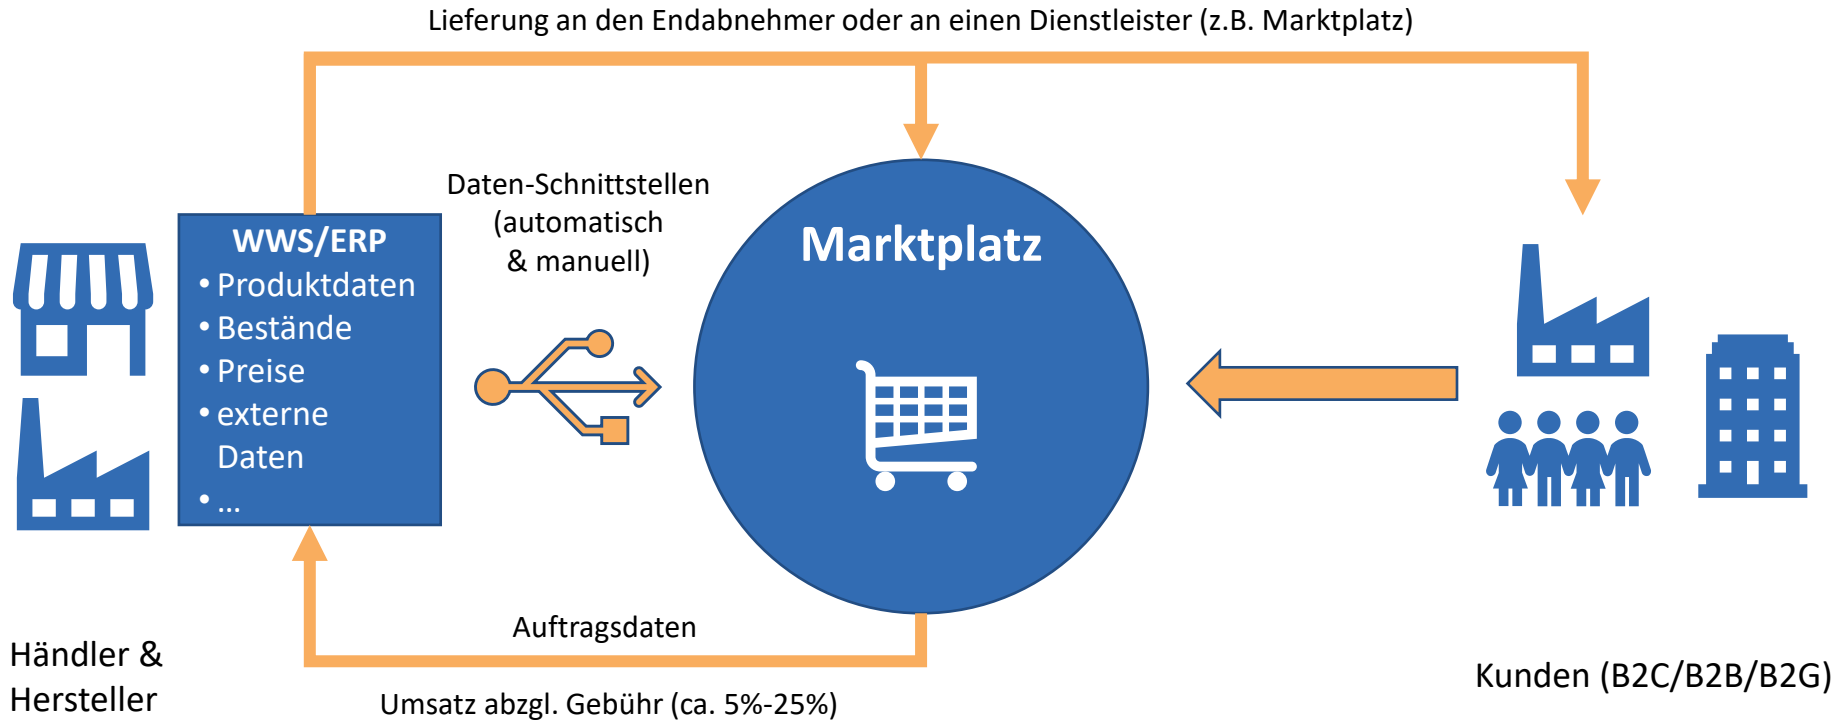 Lieferung an den Endabnehmer oder an einen Dienstleister (z.B. Marktplatz)
Daten-Schnittstellen
(automatisch
& manuell)
WWS/ERP
• Produktdaten
• Bestände
• Preise
• externe
Daten
• ...
Marktplatz
Auftragsdaten
Umsatz abzgl. Gebühr (ca. 5%-25%)
Händler &
Hersteller
Kunden (B2C/B2B/B2G)